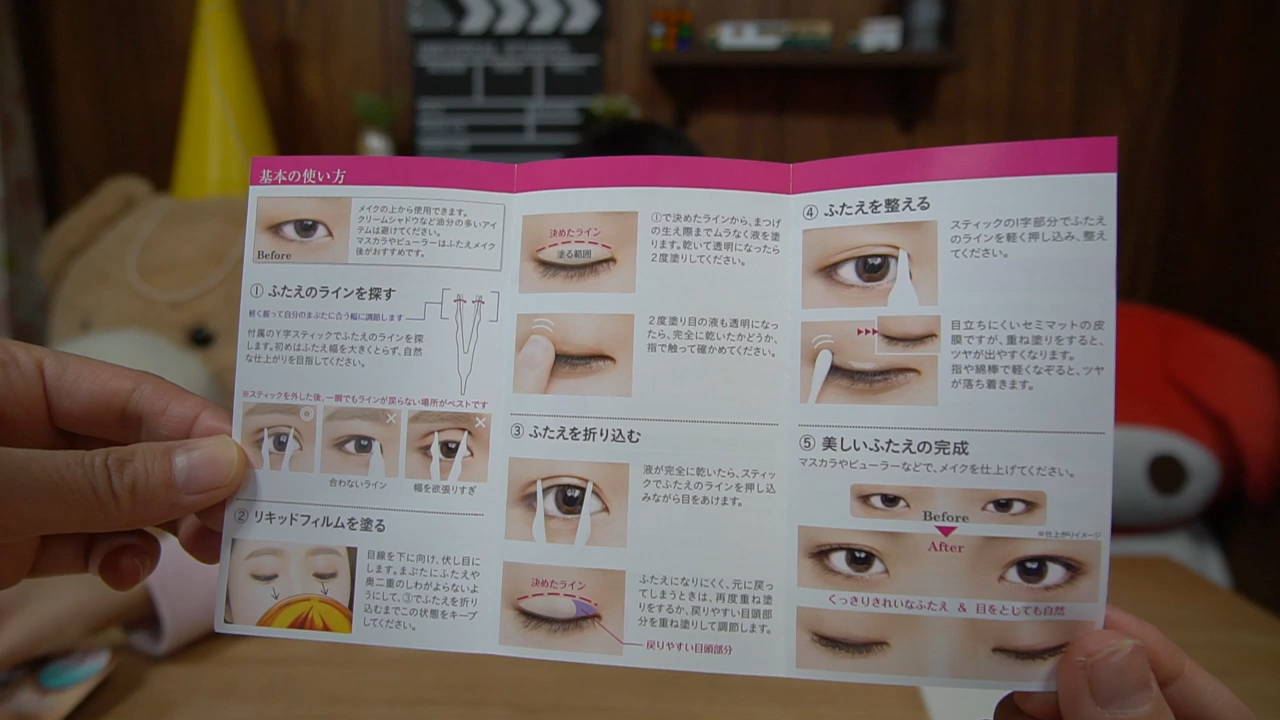 基本の使い方
メイクの上から使用できます。
クリームシャドウなど油分の多いアイ
テムは避けてください。
マスカラやビューラーはふたえメイク
後がおすすめです。
Before
① ふたえのラインを探す
軽く振って自分のまぶたに合う幅に調節します
付属のY字スティックでふたえのラインを探
します。初めはふたえ幅を大きくとらず、自然
な仕上がりを目指してください。
※スティックを外した後、一瞬でもラインが戻らない場所がベストです
合わないライン
幅を欲張りすぎ
② リキッドフィルムを塗る
目線を下に向け、伏し目に
します。まぶたにふたえや
奥二重のしわがよらないよ
うにして、③でふたえを折り
込むまでこの状態をキープ
してください。
決めたライン
塗る範囲
①で決めたラインから、まつげ
の生え際までムラなく液を塗
ります。乾いて透明になったら
2度塗りしてください。
2度塗り目の液も透明になっ
たら、完全に乾いたかどうか、
指で触って確かめてください。
③ ふたえを折り込む
液が完全に乾いたら、スティッ
クでふたえのラインを押し込
みながら目をあけます。
決めたライン
ふたえになりにくく、元に戻っ
てしまうときは、再度重ね塗
りをするか、戻りやすい目頭部
分を重ね塗りして調節します。
戻りやすい目頭部分
④ ふたえを整える
スティックのI字部分でふたえ
のラインを軽く押し込み、整え
てください。
目立ちにくいセミマットの皮
膜ですが、重ね塗りをすると、
ツヤが出やすくなります。
指や綿棒で軽くなぞると、ツヤ
が落ち着きます。
⑤ 美しいふたえの完成
マスカラやビューラーなどで、メイクを仕上げてください。
Before
※仕上がりイメージ
After
くっきりきれいなふたえ & 目をとじても自然